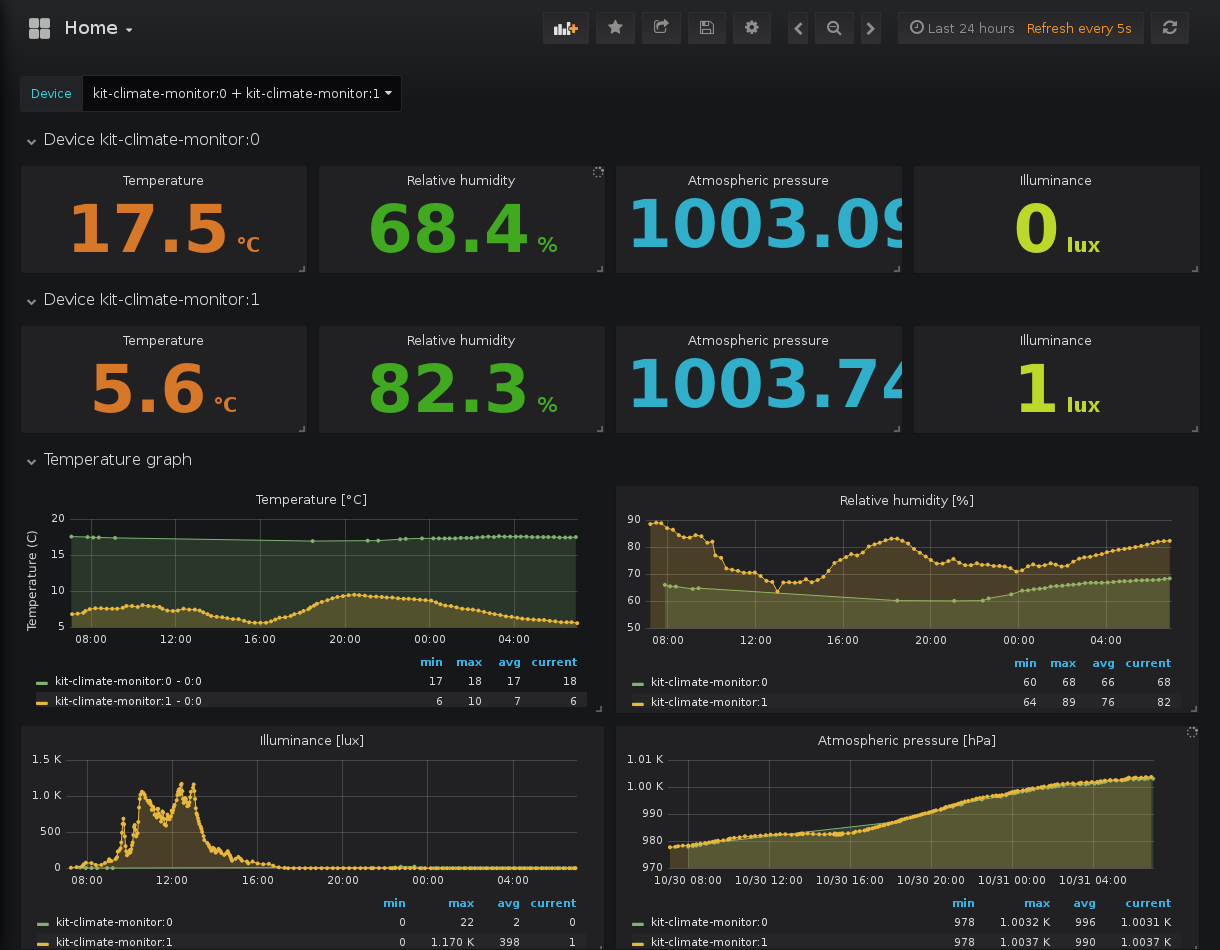 Home
Last 24 hours Refresh every 5s
Device kit-climate-monitor:0 + kit-climate-monitor:1
Device kit-climate-monitor:0
Temperature Relative humidity Atmospheric pressure Illuminance
17.5 °C 68.4 % 1003.09 0 lux
Device kit-climate-monitor:1
Temperature Relative humidity Atmospheric pressure Illuminance
5.6 °C 82.3 % 1003.74 1 lux
Temperature graph
Temperature [°C]
Temperature (C)
20
15
10
5
08:00 12:00 16:00 20:00 00:00 04:00
min max avg current
kit-climate-monitor:0 - 0:0 17 18 17 18
kit-climate-monitor:1 - 0:0 6 10 7 6
Relative humidity [%]
90
80
70
60
50
08:00 12:00 16:00 20:00 00:00 04:00
min max avg current
kit-climate-monitor:0 60 68 66 68
kit-climate-monitor:1 64 89 76 82
Illuminance [lux]
1.5 K
1.0 K
500
0
08:00 12:00 16:00 20:00 00:00 04:00
min max avg current
kit-climate-monitor:0 0 22 2 0
kit-climate-monitor:1 0 1.170 K 398 1
Atmospheric pressure [hPa]
1.01 K
1.00 K
990
980
970
10/30 08:00 10/30 12:00 10/30 16:00 10/30 20:00 10/31 00:00 10/31 04:00
min max avg current
kit-climate-monitor:0 978 1.0032 K 996 1.0031 K
kit-climate-monitor:1 978 1.0037 K 990 1.0037 K